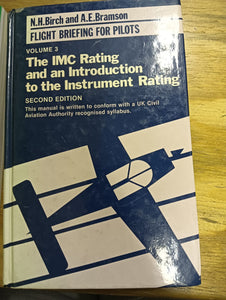 N.H.Birch and A.E.Bramson
FLIGHT BRIEFING FOR PILOTS
VOLUME 3
The IMC Rating
and an Introduction
to the Instrument Rating
SECOND EDITION
This manual is written to conform with a UK Civil
Aviation Authority recognised syllabus.